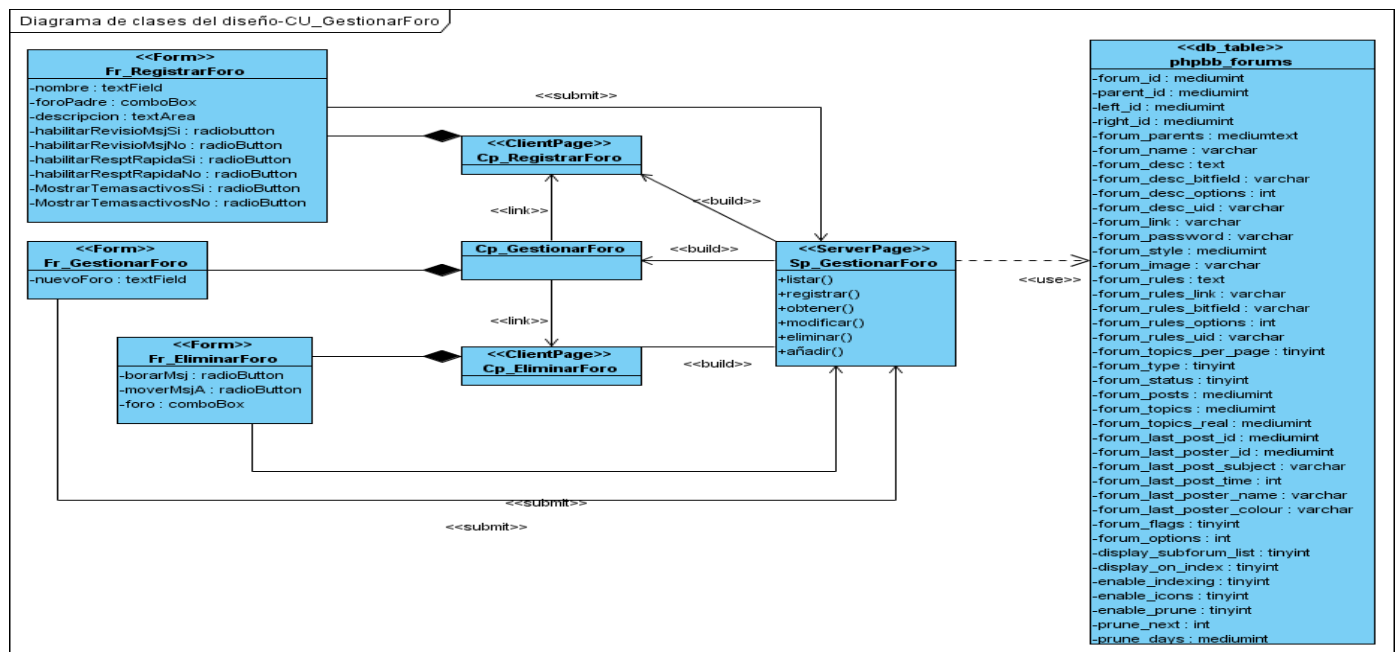 Diagrama de clases del diseño-CU_GestionarForo
<<Form>>
Fr_RegistrarForo
-nombre : textField
-foroPadre : comboBox
-descripcion : textArea
-habilitarRevisioMsjSi : radiobutton
-habilitarRevisioMsjNo : radioButton
-habilitarResptRapidaSi : radioButton
-habilitarResptRapidaNo : radioButton
-MostrarTemasactivosSi : radioButton
-MostrarTemasactivosNo : radioButton
<<submit>>
<<ClientPage>>
Cp_RegistrarForo
<<link>>
<<build>>
<<Form>>
Fr_GestionarForo
-nuevoForo : textField
Cp_GestionarForo
<<build>>
<<ServerPage>>
Sp_GestionarForo
+listar()
+registrar()
+obtener()
+modificar()
+eliminar()
+añadir()
<<use>>
<<link>>
<<Form>>
Fr_EliminarForo
-borarMsj : radioButton
-moverMsjA : radioButton
-foro : comboBox
<<ClientPage>>
Cp_EliminarForo
<<build>>
<<submit>>
<<submit>>
<<db_table>>
phpbb_forums
-forum_id : mediumint
-parent_id : mediumint
-left_id : mediumint
-right_id : mediumint
-forum_parents : mediumtext
-forum_name : varchar
-forum_desc : text
-forum_desc_bitfield : varchar
-forum_desc_options : int
-forum_desc_uid : varchar
-forum_link : varchar
-forum_password : varchar
-forum_style : mediumint
-forum_image : varchar
-forum_rules : text
-forum_rules_link : varchar
-forum_rules_bitfield : varchar
-forum_rules_options : int
-forum_rules_uid : varchar
-forum_topics_per_page : tinyint
-forum_type : tinyint
-forum_status : tinyint
-forum_posts : mediumint
-forum_topics : mediumint
-forum_topics_real : mediumint
-forum_last_post_id : mediumint
-forum_last_poster_id : mediumint
-forum_last_post_subject : varchar
-forum_last_post_time : int
-forum_last_poster_name : varchar
-forum_last_poster_colour : varchar
-forum_flags : tinyint
-forum_options : int
-display_subforum_list : tinyint
-display_on_index : tinyint
-enable_indexing : tinyint
-enable_icons : tinyint
-enable_prune : tinyint
-prune_next : int
-prune_days : mediumint